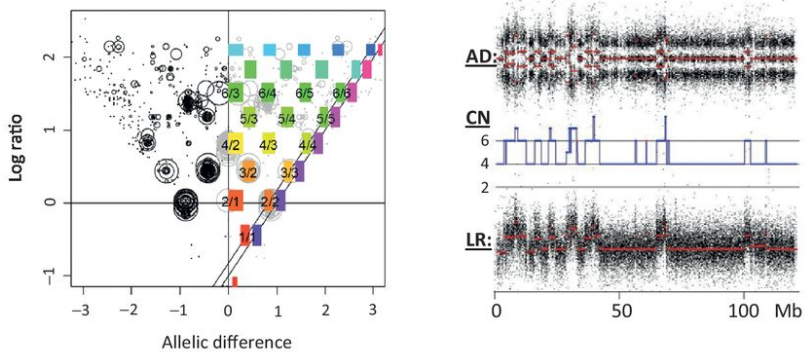 Log ratio
2
1
0
−1
6/3 6/4 6/5 6/6
5/3 5/4 5/5
4/2 4/3 4/4
3/2 3/3
2/1 2/2
1/1
−3 −2 −1 0 1 2 3
Allelic difference
AD:
CN
6
4
2
LR:
0 50 100 Mb